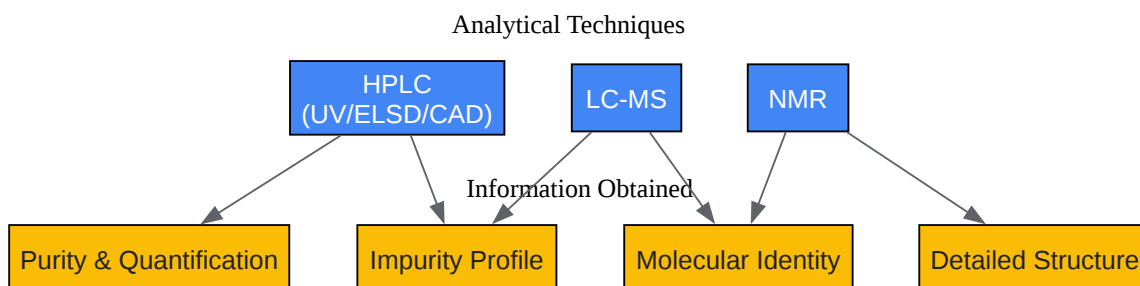 Analytical Techniques
HPLC
(UV/ELSD/CAD)
LC-MS
NMR
Information Obtained
Purity & Quantification
Impurity Profile
Molecular Identity
Detailed Structure